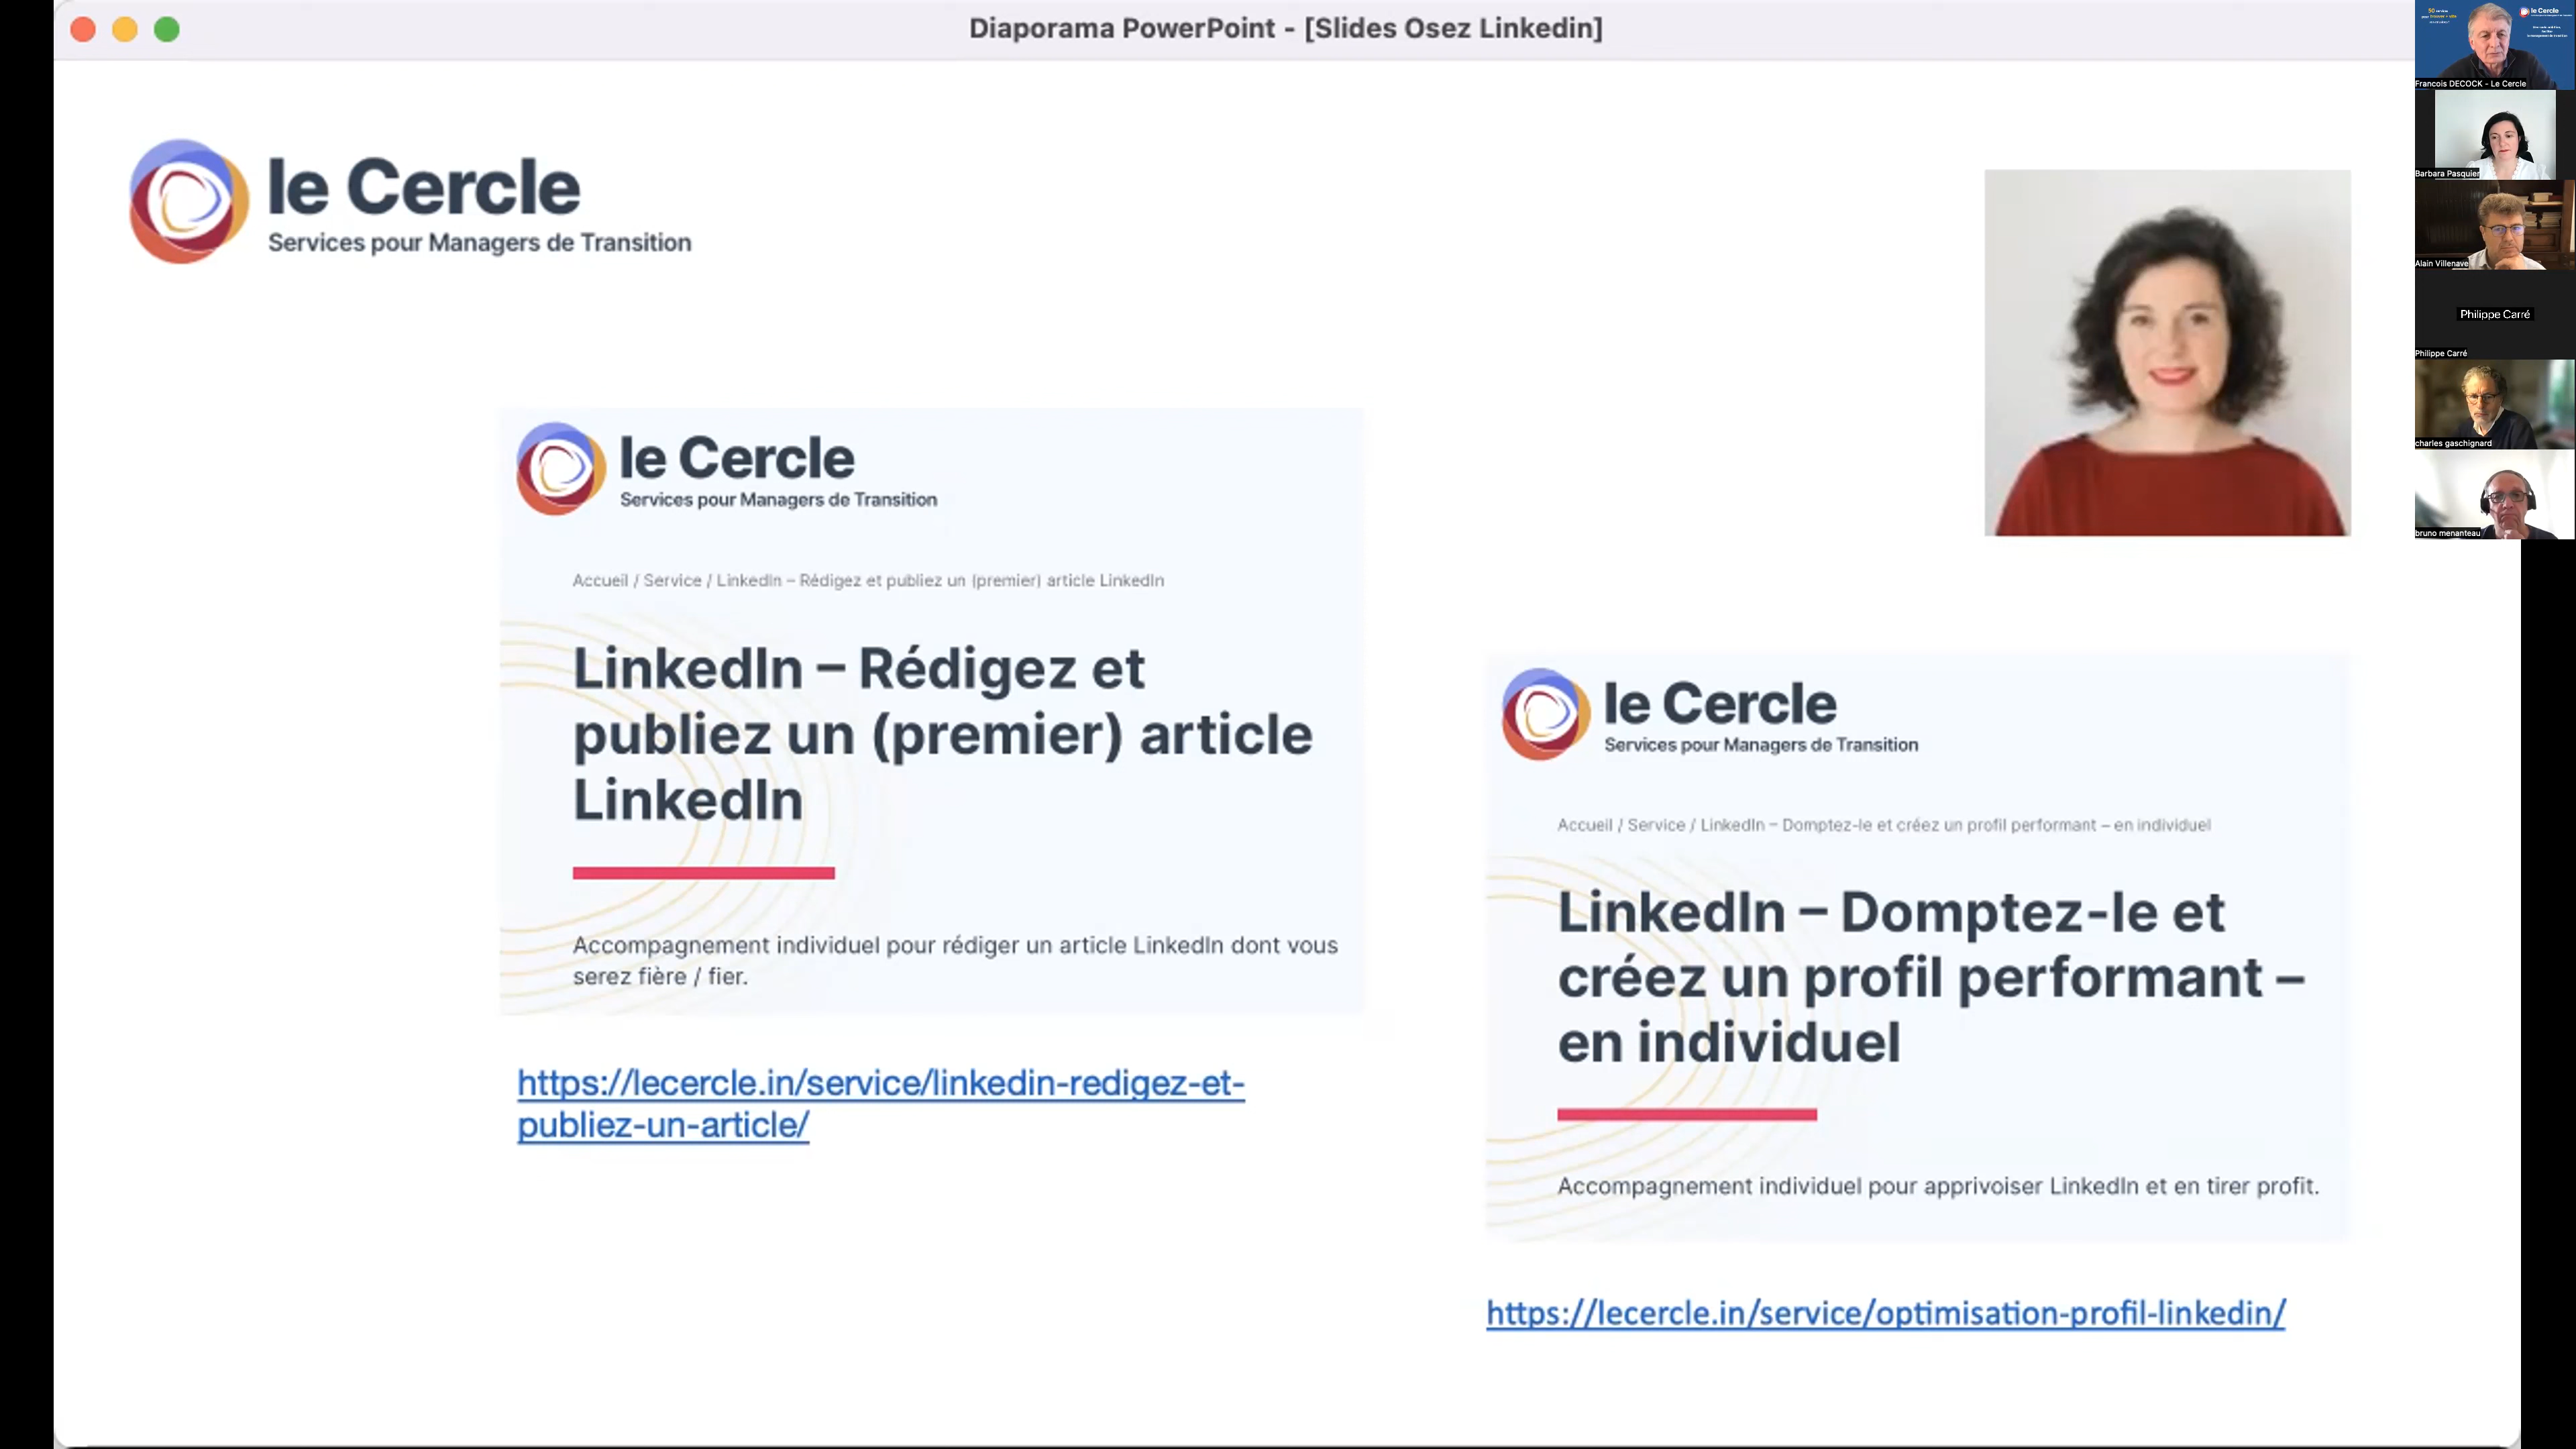 Diaporama PowerPoint - [Slides Osez Linkedin]
le Cercle
Services pour Managers de Transition
le Cercle
Services pour Managers de Transition
Accueil / Service / LinkedIn – Rédigez et publiez un (premier) article LinkedIn
LinkedIn – Rédigez et
publiez un (premier) article
LinkedIn
Accompagnement individuel pour rédiger un article LinkedIn dont vous
serez fière / fier.
https://lecercle.in/service/linkedin-redigez-et-
publiez-un-article/
le Cercle
Services pour Managers de Transition
Accueil / Service / LinkedIn – Domptez-le et créez un profil performant – en individuel
LinkedIn – Domptez-le et
créez un profil performant –
en individuel
Accompagnement individuel pour apprivoiser LinkedIn et en tirer profit.
https://lecercle.in/service/optimisation-profil-linkedin/
50 services
le Cercle
Francois DECOCK - Le Cercle
Barbara Pasquier
Alain Villenave
Philippe Carré
Philippe Carré
charles gaschignard
bruno menanteau